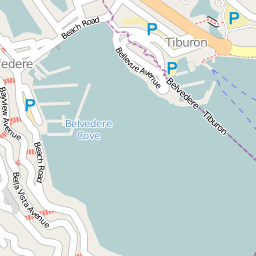 Beach Road
Tiburon
vedere
Bellevue Avenue
Belvedere
Tiburon
P
P
P
P
Bayview Avenue
Belvedere
Cove
Beach Road
Bella Vista Avenue